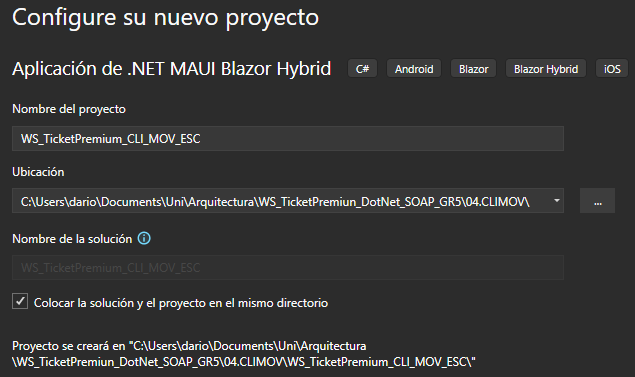 Configure su nuevo proyecto
Aplicación de .NET MAUI Blazor Hybrid C# Android Blazor Blazor Hybrid iOS
Nombre del proyecto
WS_TicketPremium_CLI_MOV_ESC
Ubicación
C:\Users\dario\Documents\Uni\Arquitectura\WS_TicketPremiun_DotNet_SOAP_GR5\04.CLIMOV\ ...
Nombre de la solución
WS_TicketPremium_CLI_MOV_ESC
Colocar la solución y el proyecto en el mismo directorio
Proyecto se creará en "C:\Users\dario\Documents\Uni\Arquitectura
\WS_TicketPremiun_DotNet_SOAP_GR5\04.CLIMOV\WS_TicketPremium_CLI_MOV_ESC\"